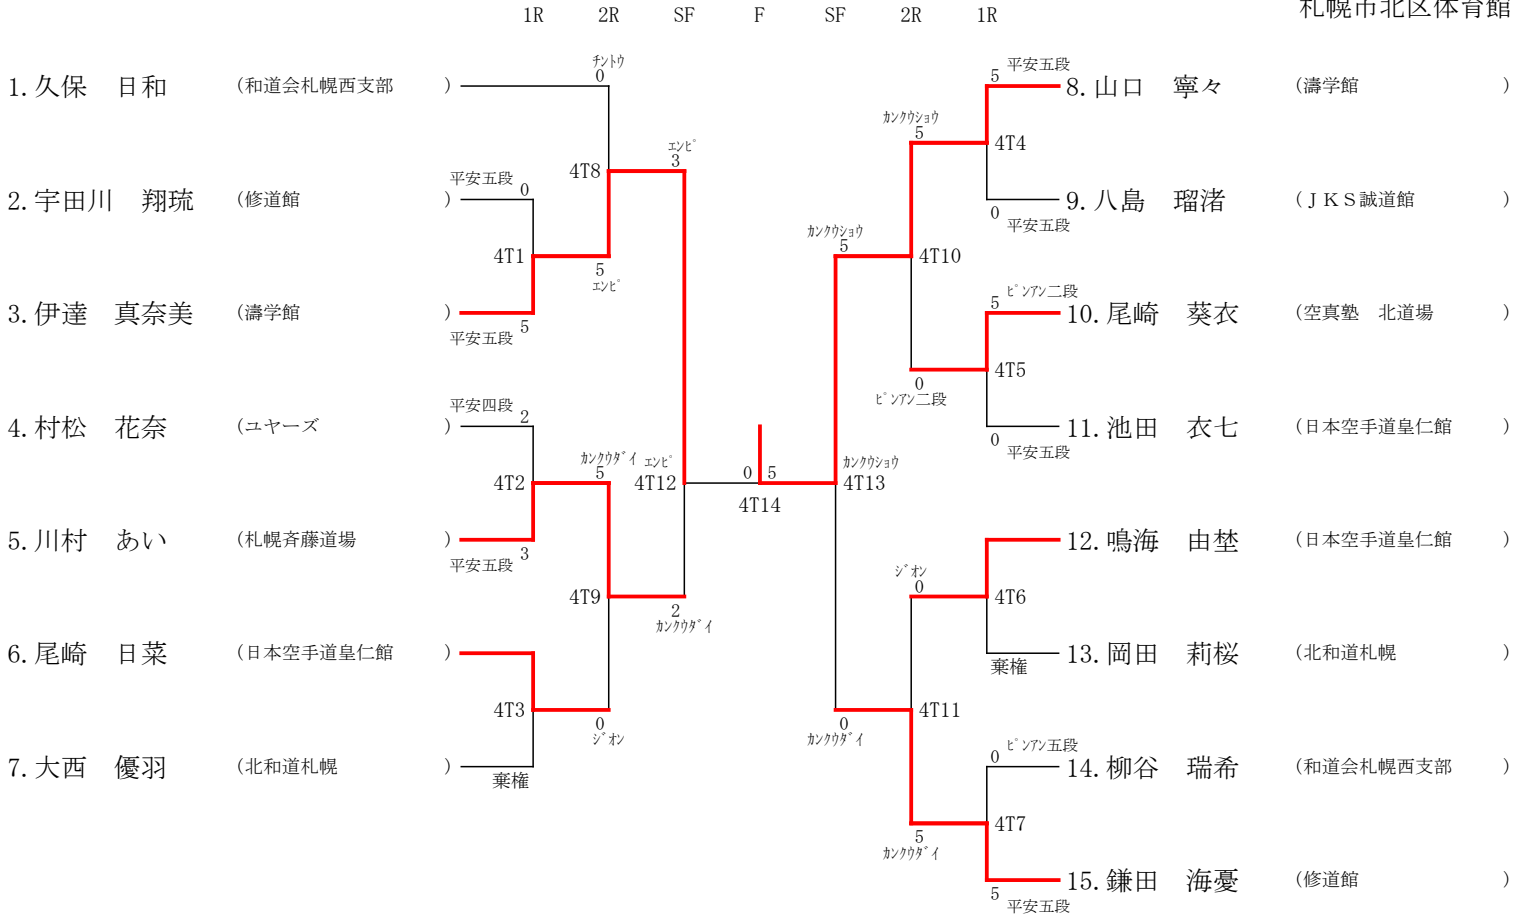 札幌市北区体育館
1R 2R SF F SF 2R 1R
1. 久保 日和 (和道会札幌西支部 )
ﾁﾝﾄｳ
0
2. 宇田川 翔琉 (修道館 )
平安五段 0
4T1
4T8
3. 伊達 真奈美 (濤学館 )
平安五段 5
5
ｴﾝﾋﾟ
ｴﾝﾋﾟ
3
4. 村松 花奈 (ユヤーズ )
平安四段 2
4T2
5. 川村 あい (札幌斉藤道場 )
平安五段 3
ｶﾝｸｳﾀﾞｲ
5
4T9
6. 尾崎 日菜 (日本空手道皇仁館 )
4T3
7. 大西 優羽 (北和道札幌 )
棄権
0
ｼﾞｵﾝ
2
ｶﾝｸｳﾀﾞｲ
ｴﾝﾋﾟ
4T12
0 5
4T14
ｶﾝｸｳｼｮｳ
4T13
8. 山口 寧々 (濤学館 )
5 平安五段
4T4
9. 八島 瑠渚 (ＪＫＳ誠道館 )
0 平安五段
ｶﾝｸｳｼｮｳ
5
4T10
ｶﾝｸｳｼｮｳ
5
10. 尾崎 葵衣 (空真塾 北道場 )
5 ﾋﾟﾝｱﾝ二段
4T5
11. 池田 衣七 (日本空手道皇仁館 )
0 平安五段
0
ﾋﾟﾝｱﾝ二段
12. 鳴海 由埜 (日本空手道皇仁館 )
4T6
13. 岡田 莉桜 (北和道札幌 )
棄権
ｼﾞｵﾝ
0
4T11
0
ｶﾝｸｳﾀﾞｲ
14. 柳谷 瑞希 (和道会札幌西支部 )
0 ﾋﾟﾝｱﾝ五段
4T7
15. 鎌田 海憂 (修道館 )
5 平安五段
5
ｶﾝｸｳﾀﾞｲ